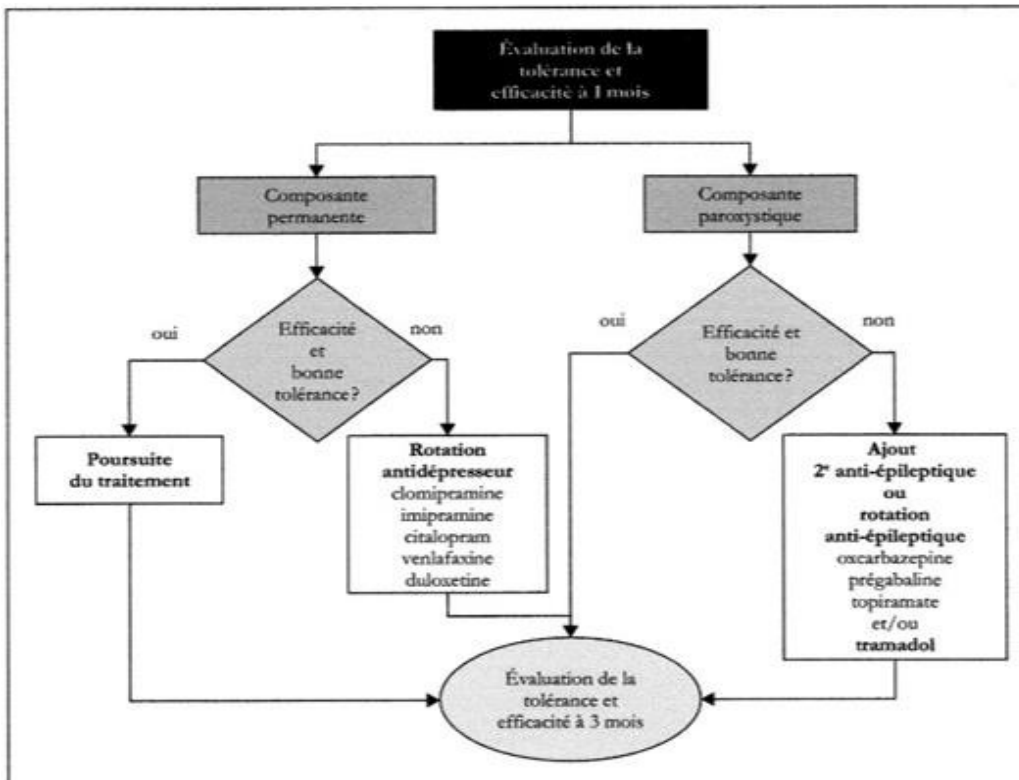 Évaluation de la
tolérance et
efficacité à 1 mois
Composante
permanente
Composante
paroxystique
oui
Efficacité
et
bonne
tolérance ?
non
oui
Efficacité et
bonne
tolérance ?
non
Poursuite
du traitement
Rotation
antidépresseur
clomipramine
imipramine
citalopram
venlafaxine
duloxetine
Ajout
2e anti-épileptique
ou
rotation
anti-épileptique
oxcarbazepine
prégabaline
topiramate
et/ou
tramadol
Évaluation de la
tolérance et
efficacité à 3 mois